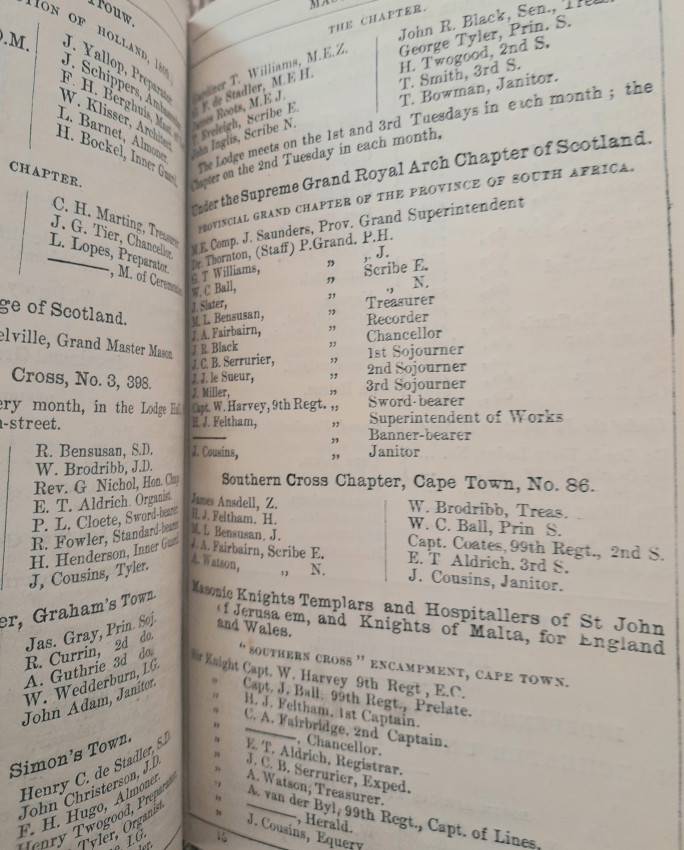 TROUW.
J. Yallop, Preparator.
J. Schippers,
F. H. Berghuis,
W. Klisser, Architect.
L. Barnet, Almoner.
H. Bockel, Inner Guard.
CHAPTER.
C. H. Marting, Treasurer
J. G. Tier, Chancellor.
L. Lopes, Preparator.
———, M. of
of Scotland.
Grand Master Mason
Cross, No. 3, 398.
month, in the Lodge
R. Bensusan, S.D.
W. Brodribb, J.D.
Rev. G Nichol, Hon.
E. T. Aldrich Organist.
P. L. Cloete, Sword-bearer
R. Fowler, Standard-bearer
H. Henderson, Inner Guard
J, Cousins, Tyler.
Graham's Town.
Jas. Gray, Prin. Soj.
R. Currin, 2d do.
A. Guthrie 3d do.
W. Wedderburn, I.G.
John Adam, Janitor.
Simon's Town.
Henry C. de Stadler, S.D.
John Christerson, J.D.
F. H. Hugo, Almoner.
Henry Twogood, Preparator
Tyler, Organist.
THE CHAPTER.
T. Williams, M.E.Z.
de Stadler, M.E H.
Roots, M.E J.
Eveleigh, Scribe E.
John Inglis, Scribe N.
John R. Black, Sen.,
George Tyler, Prin. S.
H. Twogood, 2nd S.
T. Smith, 3rd S.
T. Bowman, Janitor.
The Lodge meets on the 1st and 3rd Tuesdays in each month; the
Chapter on the 2nd Tuesday in each month.
Under the Supreme Grand Royal Arch Chapter of Scotland.
PROVINCIAL GRAND CHAPTER OF THE PROVINCE OF SOUTH AFRICA.
M.E. Comp. J. Saunders, Prov. Grand Superintendent
Dr. Thornton, (Staff) P.Grand. P.H.
G. T Williams, ,, ,, J.
W. C Ball, ,, Scribe E.
J. Slater, ,, ,, N.
M. L. Bensusan, ,, Treasurer
J. A. Fairbairn, ,, Recorder
J. R. Black ,, Chancellor
J. C. B. Serrurier, ,, 1st Sojourner
J. J. le Sueur, ,, 2nd Sojourner
J. Miller, ,, 3rd Sojourner
Capt. W. Harvey, 9th Regt. ,, Sword-bearer
H. J. Feltham, ,, Superintendent of Works
——— ,, Banner-bearer
J. Cousins, ,, Janitor
Southern Cross Chapter, Cape Town, No. 86.
James Ansdell, Z.
H. J. Feltham. H.
M. L Bensusan. J.
J. A. Fairbairn, Scribe E.
A. Watson, ,, N.
W. Brodribb, Treas.
W. C. Ball, Prin S.
Capt. Coates, 99th Regt., 2nd S.
E. T Aldrich. 3rd S.
J. Cousins, Janitor.
Masonic Knights Templars and Hospitallers of St John
of Jerusa em, and Knights of Malta, for England
and Wales.
"SOUTHERN CROSS" ENCAMPMENT, CAPE TOWN.
Sir Knight Capt. W. Harvey 9th Regt, E.C.
,, Capt. J. Ball, 99th Regt., Prelate.
,, H. J. Feltham, 1st Captain.
,, C. A. Fairbridge, 2nd Captain.
,, ———, Chancellor.
,, E. T. Aldrich, Registrar.
,, J. C. B. Serrurier, Exped.
,, A. Watson, Treasurer.
,, A. van der Byl, 99th Regt., Capt. of Lines.
,, ———, Herald.
,, J. Cousins, Equery
15